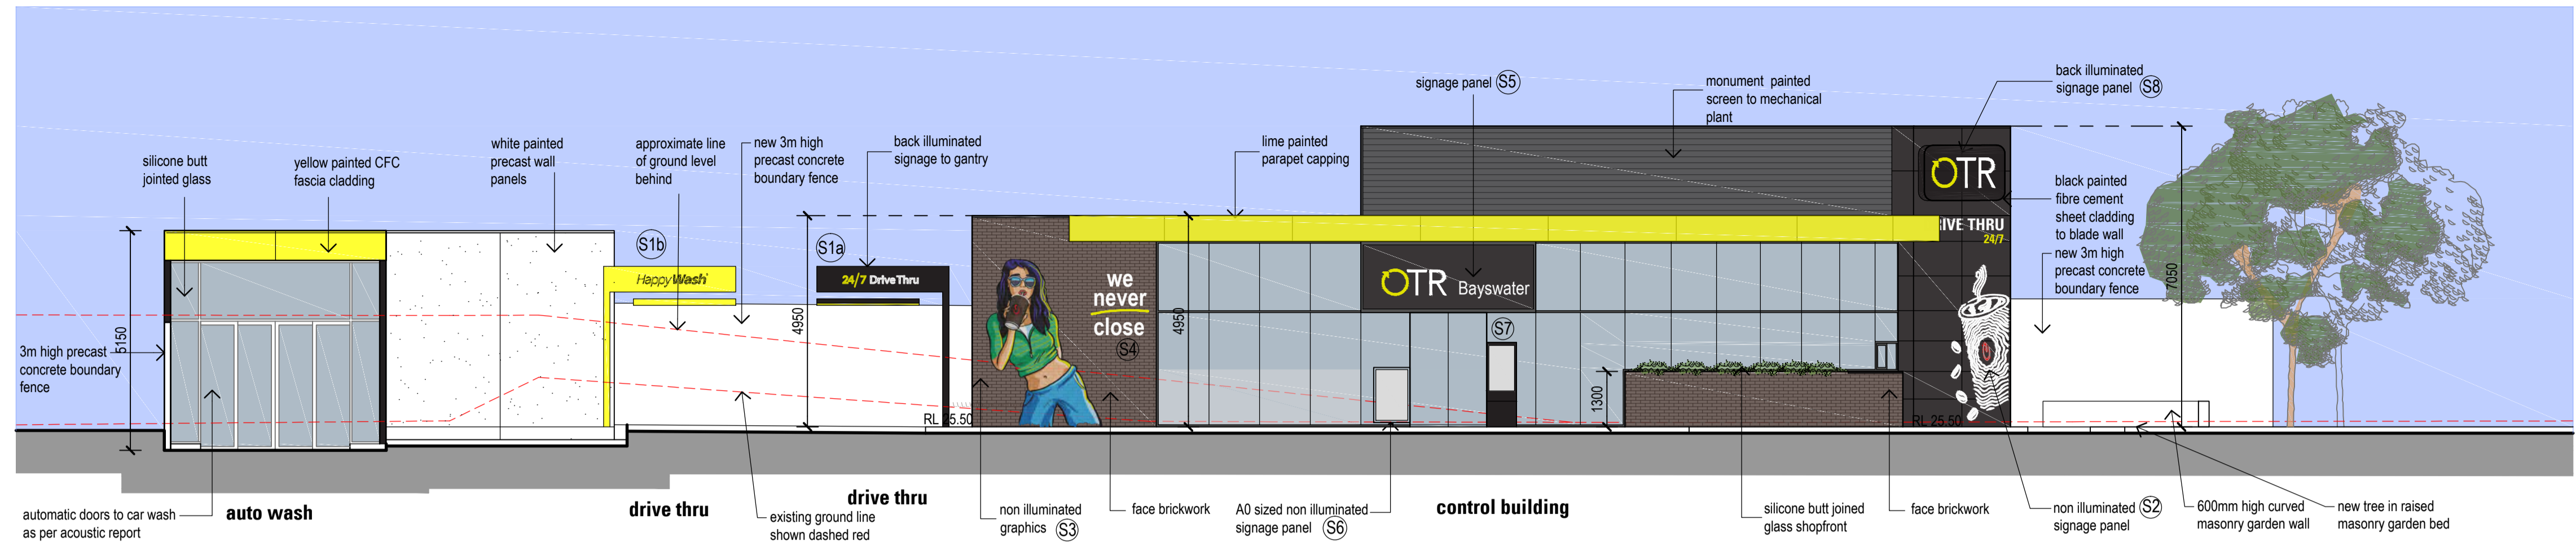 silicone butt
jointed glass
yellow painted CFC
fascia cladding
white painted
precast wall
panels
approximate line
of ground level
behind
new 3m high
precast concrete
boundary fence
back illuminated
signage to gantry
lime painted
parapet capping
signage panel S5
monument painted
screen to mechanical
plant
back illuminated
signage panel S8
black painted
fibre cement
sheet cladding
to blade wall
new 3m high
precast concrete
boundary fence
S1b
S1a
HappyWash
24/7 DriveThru
we
never
close
S4
OTR Bayswater
S7
OTR
IVE THRU
24/7
5150
4950
4950
1300
7050
RL 25.50
RL 25.50
3m high precast
concrete boundary
fence
automatic doors to car wash
as per acoustic report
auto wash
drive thru
existing ground line
shown dashed red
drive thru
non illuminated
graphics S3
face brickwork
A0 sized non illuminated
signage panel S6
control building
silicone butt joined
glass shopfront
face brickwork
non illuminated
signage panel S2
600mm high curved
masonry garden wall
new tree in raised
masonry garden bed